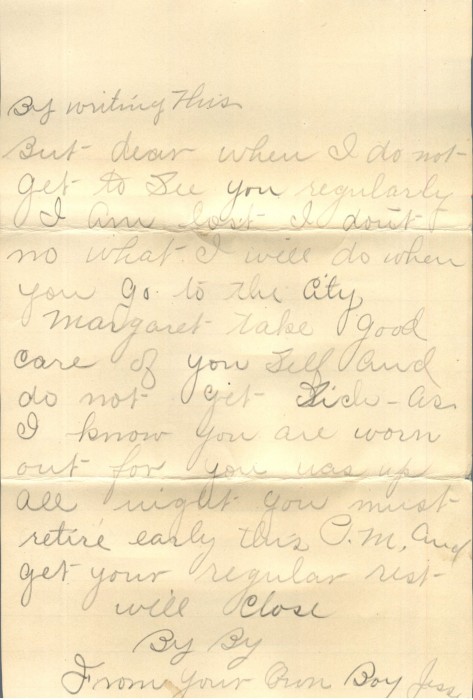 By writing This
But dear when I do not
get to See you regularly
I am lost I don't
no what I will do when
you go to the City,
Margaret take good
care of you Self and
do not get Sick - as
I know you are worn
out for you was up
all night you must
retire early this P.M. and
get your regular rest
will Close
By By
From Your Own Boy Jess